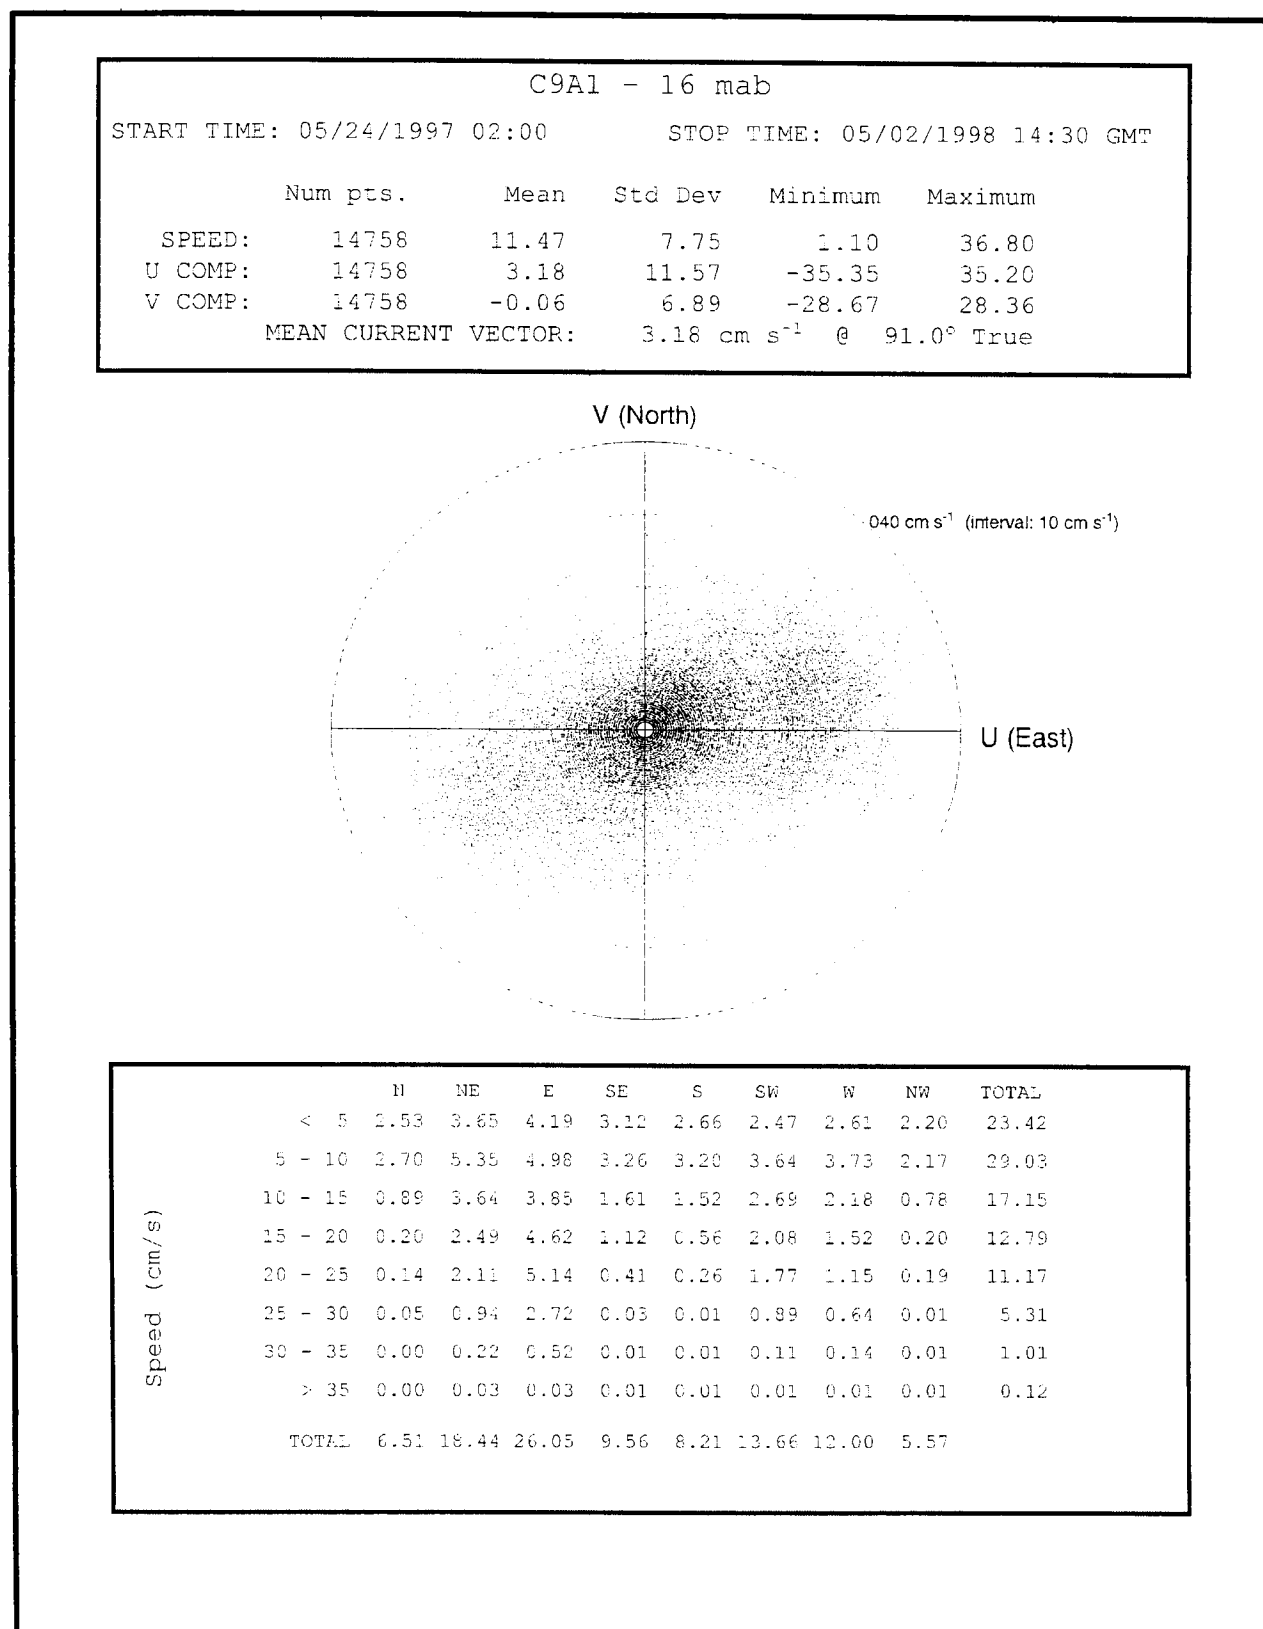 C9A1 - 16 mab
START TIME: 05/24/1997 02:00 STOP TIME: 05/02/1998 14:30 GMT
Num pts. Mean Std Dev Minimum Maximum
SPEED: 14758 11.47 7.75 1.10 36.80
U COMP: 14758 3.18 11.57 -35.35 35.20
V COMP: 14758 -0.06 6.89 -28.67 28.36
MEAN CURRENT VECTOR: 3.18 cm s⁻¹ @ 91.0° True
V (North)
040 cm s⁻¹ (interval: 10 cm s⁻¹)
U (East)
N NE E SE S SW W NW TOTAL
< 5 2.53 3.65 4.19 3.12 2.66 2.47 2.61 2.20 23.42
5 - 10 2.70 5.35 4.98 3.26 3.20 3.64 3.73 2.17 29.03
10 - 15 0.89 3.64 3.85 1.61 1.52 2.69 2.18 0.78 17.15
15 - 20 0.20 2.49 4.62 1.12 0.56 2.08 1.52 0.20 12.79
20 - 25 0.14 2.11 5.14 0.41 0.26 1.77 1.15 0.19 11.17
25 - 30 0.05 0.94 2.72 0.03 0.01 0.89 0.64 0.01 5.31
30 - 35 0.00 0.22 0.52 0.01 0.01 0.11 0.14 0.01 1.01
> 35 0.00 0.03 0.03 0.01 0.01 0.01 0.01 0.01 0.12
TOTAL 6.51 18.44 26.05 9.56 8.21 13.66 12.00 5.57
Speed (cm/s)